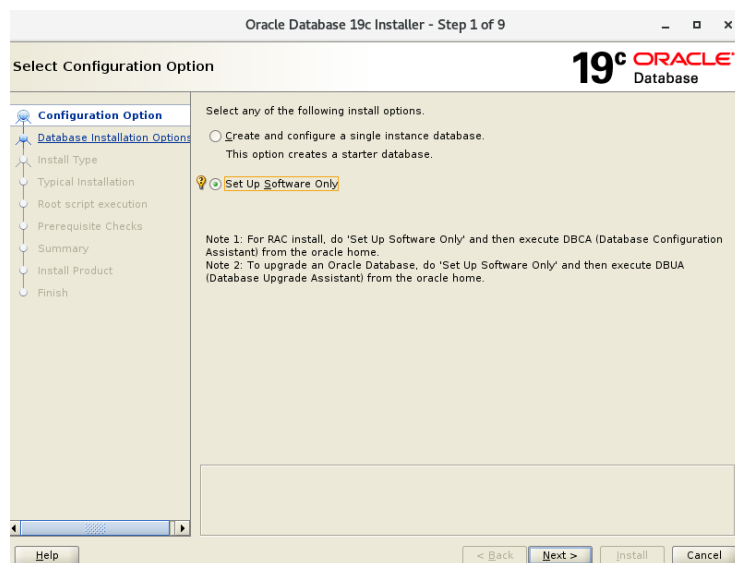 Oracle Database 19c Installer - Step 1 of 9
Select Configuration Option
19c ORACLE
Database
Configuration Option
Database Installation Options
Install Type
Typical Installation
Root script execution
Prerequisite Checks
Summary
Install Product
Finish
Select any of the following install options.
Create and configure a single instance database.
This option creates a starter database.
Set Up Software Only
Note 1: For RAC install, do 'Set Up Software Only' and then execute DBCA (Database Configuration
Assistant) from the oracle home.
Note 2: To upgrade an Oracle Database, do 'Set Up Software Only' and then execute DBUA
(Database Upgrade Assistant) from the oracle home.
Help
< Back
Next >
Install
Cancel